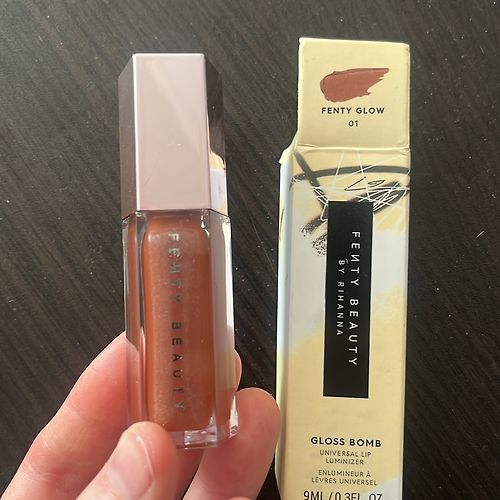 FENTY BEAUTY
FENTY GLOW
01
FENTY BEAUTY
BY RIHANNA
GLOSS BOMB
UNIVERSAL LIP
LUMINIZER
ENLUMINEUR À
LÈVRES UNIVERSEL
9ML/0.3FL.OZ